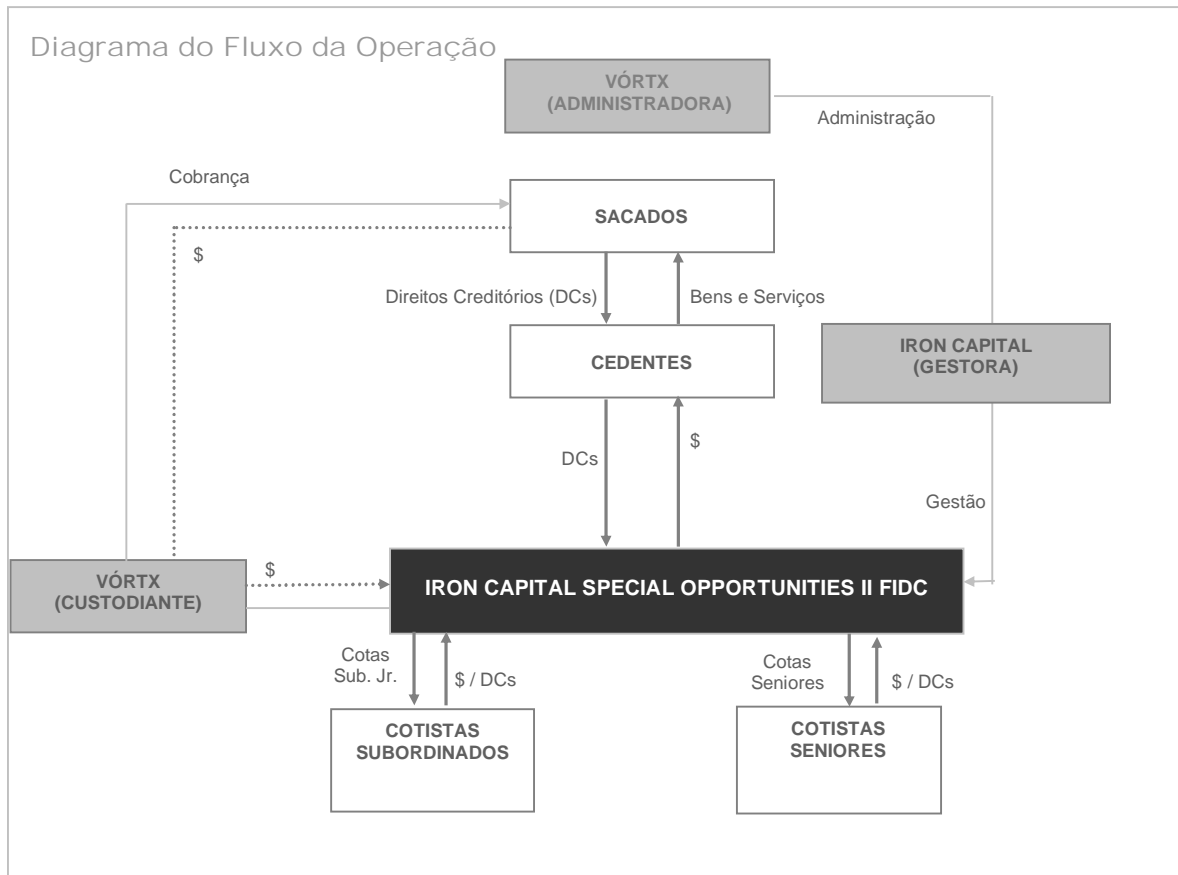 Diagrama do Fluxo da Operação
VÓRTX
(ADMINISTRADORA)
Administração
Cobrança
SACADOS
$
Direitos Creditórios (DCs)
Bens e Serviços
CEDENTES
IRON CAPITAL
(GESTORA)
$
DCs
Gestão
VÓRTX
(CUSTODIANTE)
$
IRON CAPITAL SPECIAL OPPORTUNITIES II FIDC
Cotas
Sub. Jr.
$ / DCs
Cotas
Seniores
$ / DCs
COTISTAS
SUBORDINADOS
COTISTAS
SENIORES